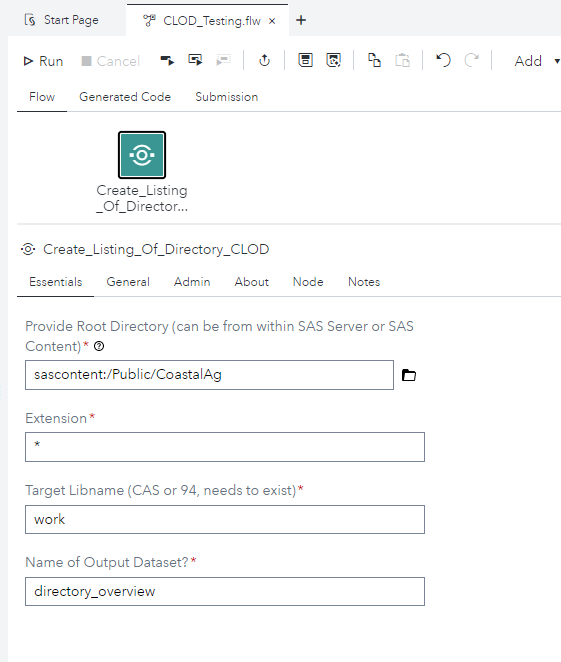 Start Page
CLOD_Testing.flw
Run
Cancel
Add
Flow Generated Code Submission
Create_Listing
_Of_Director...
Create_Listing_Of_Directory_CLOD
Essentials General Admin About Node Notes
Provide Root Directory (can be from within SAS Server or SAS
Content)*
sascontent:/Public/CoastalAg
Extension*
*
Target Libname (CAS or 94, needs to exist)*
work
Name of Output Dataset?*
directory_overview